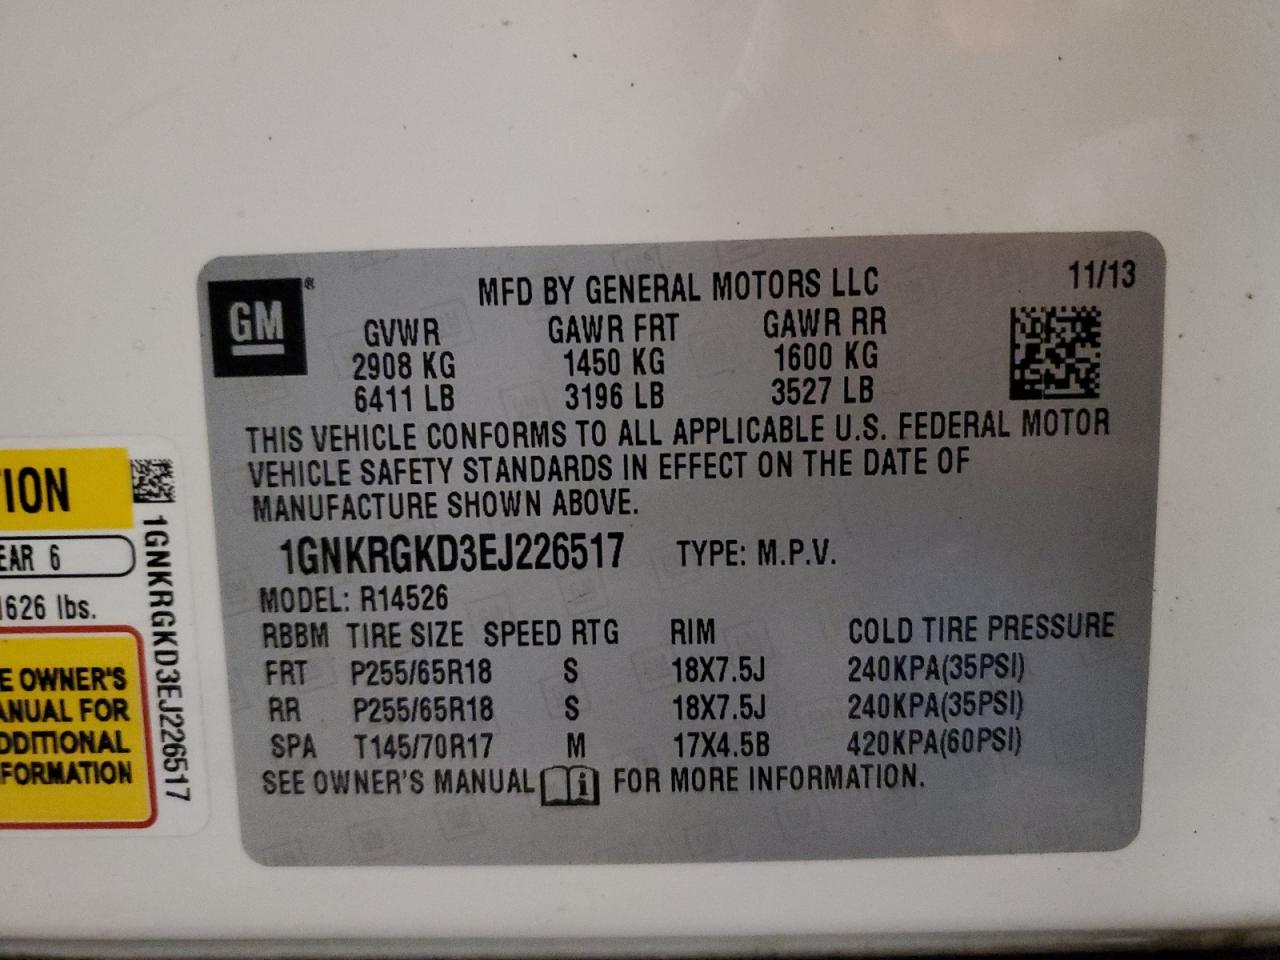 GM
®
MFD BY GENERAL MOTORS LLC
11/13
GVWR GAWR FRT GAWR RR
2908 KG 1450 KG 1600 KG
6411 LB 3196 LB 3527 LB
THIS VEHICLE CONFORMS TO ALL APPLICABLE U.S. FEDERAL MOTOR
VEHICLE SAFETY STANDARDS IN EFFECT ON THE DATE OF
MANUFACTURE SHOWN ABOVE.
1GNKRGKD3EJ226517 TYPE: M.P.V.
MODEL: R14526
RBBM TIRE SIZE SPEED RTG RIM COLD TIRE PRESSURE
FRT P255/65R18 S 18X7.5J 240KPA(35PSI)
RR P255/65R18 S 18X7.5J 240KPA(35PSI)
SPA T145/70R17 M 17X4.5B 420KPA(60PSI)
SEE OWNER'S MANUAL i FOR MORE INFORMATION.
TION
EAR 6
1626 lbs.
E OWNER'S
ANUAL FOR
DDITIONAL
FORMATION
1GNKRGKD3EJ226517